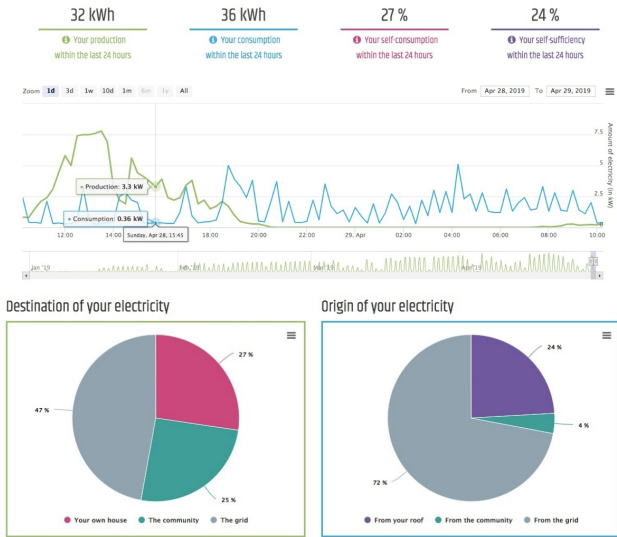 32 kWh
Your production
within the last 24 hours
36 kWh
Your consumption
within the last 24 hours
27 %
Your self-consumption
within the last 24 hours
24 %
Your self-sufficiency
within the last 24 hours
Zoom 1d 3d 1w 10d 1m 6m 1y All
From Apr 28, 2019 To Apr 29, 2019
Production: 3.3 kW
Consumption: 0.36 kW
Sunday, Apr 28, 15:45
7.5
5
2.5
0
Amount of electricity (in kW)
12:00 14:00 18:00 20:00 22:00 29. Apr 02:00 04:00 06:00 08:00 10:00
Jan '19 Feb '19 Mar '19 Apr '19
Destination of your electricity
27 %
47 %
25 %
Your own house The community The grid
Origin of your electricity
24 %
4 %
72 %
From your roof From the community From the grid